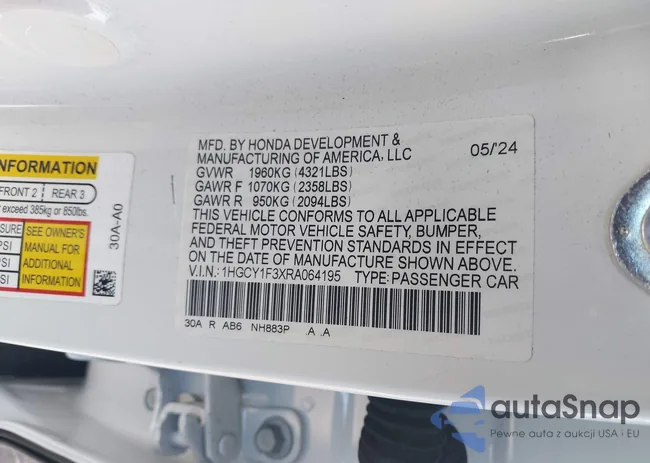 MFD. BY HONDA DEVELOPMENT &
MANUFACTURING OF AMERICA, LLC 05/24
GVWR 1960KG (4321LBS)
GAWR F 1070KG (2358LBS)
GAWR R 950KG (2094LBS)
THIS VEHICLE CONFORMS TO ALL APPLICABLE
FEDERAL MOTOR VEHICLE SAFETY, BUMPER,
AND THEFT PREVENTION STANDARDS IN EFFECT
ON THE DATE OF MANUFACTURE SHOWN ABOVE.
V.I.N.: 1HGCY1F3XRA064195 TYPE: PASSENGER CAR
30A R AB6 NH883P .A .A
INFORMATION
FRONT 2 REAR 3
exceed 385kg or 850lbs.
PSI
PSI
SEE OWNER'S
MANUAL FOR
ADDITIONAL
INFORMATION
30A-A0
autoSnap
Pewne auta z aukcji USA i EU